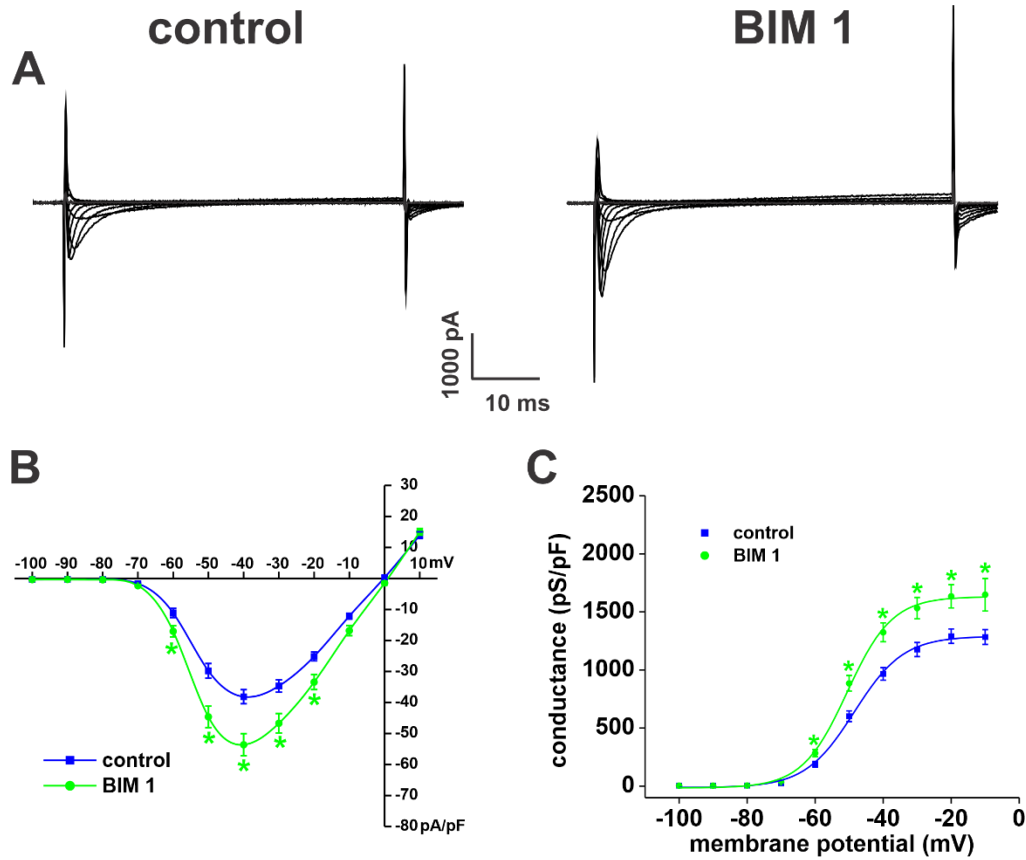 control
BIM 1
A
1000 pA
10 ms
B
30
20
10
-100 -90 -80 -70 -60 -50 -40 -30 -20 -10 10 mV
-10
-20
-30
-40
-50
-60
-70
-80 pA/pF
control
BIM 1
* * * * *
C
2500
2000
1500
1000
500
0
conductance (pS/pF)
control
BIM 1
* * * * * *
-100 -80 -60 -40 -20 0
membrane potential (mV)